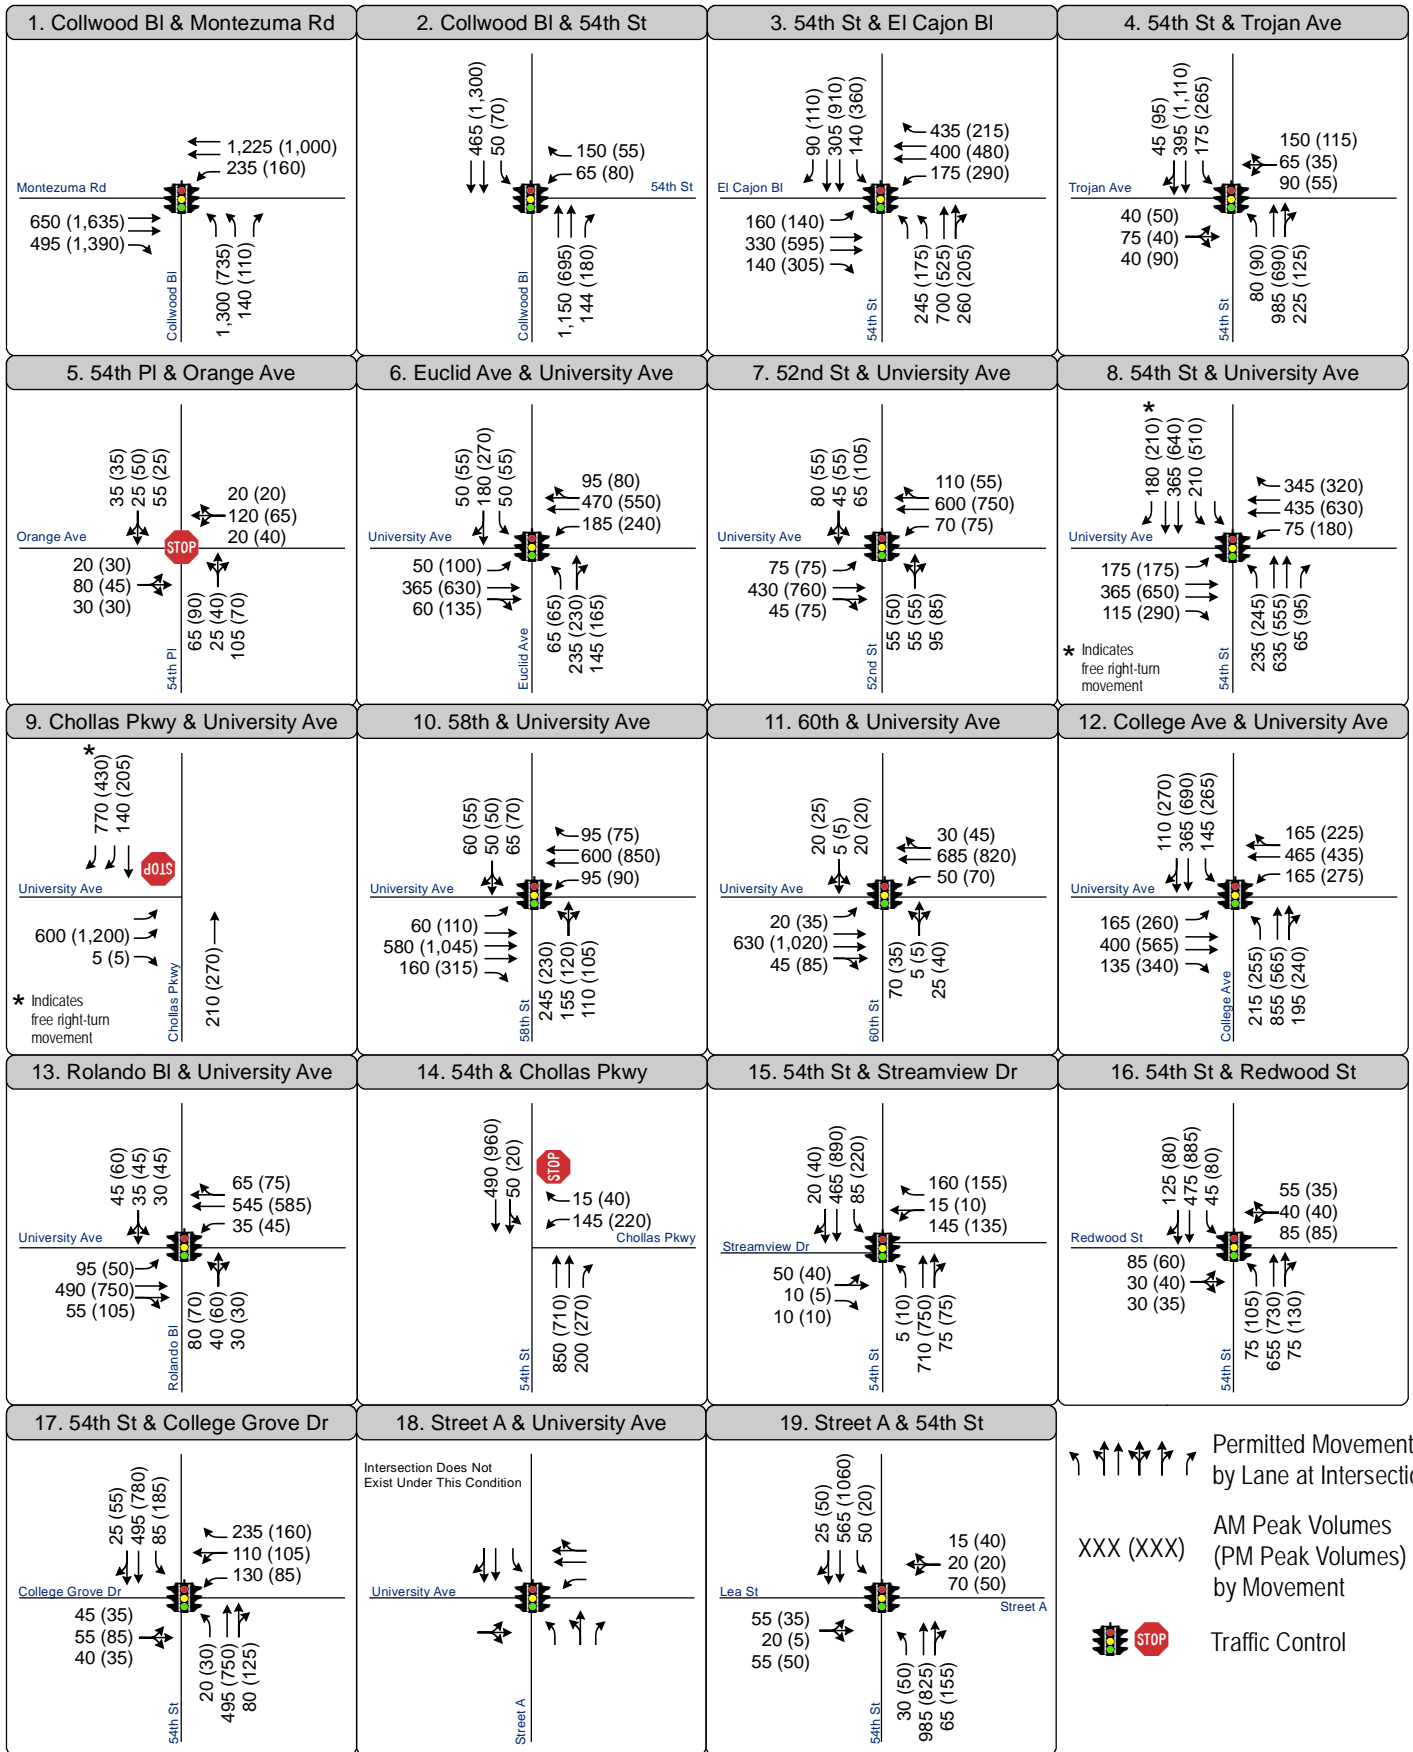 1. Collwood Bl & Montezuma Rd
1,225 (1,000)
235 (160)
Montezuma Rd
650 (1,635)
495 (1,390)
Collwood Bl
1,300 (735)
140 (110)
2. Collwood Bl & 54th St
465 (1,300)
50 (70)
150 (55)
65 (80)
54th St
Collwood Bl
1,150 (695)
144 (180)
3. 54th St & El Cajon Bl
90 (110)
305 (910)
140 (360)
435 (215)
400 (480)
175 (290)
El Cajon Bl
160 (140)
330 (595)
140 (305)
54th St
245 (175)
700 (525)
260 (205)
4. 54th St & Trojan Ave
45 (95)
395 (1,110)
175 (265)
150 (115)
65 (35)
90 (55)
Trojan Ave
40 (50)
75 (40)
40 (90)
54th St
80 (90)
985 (690)
225 (125)
5. 54th Pl & Orange Ave
35 (35)
25 (50)
55 (25)
20 (20)
120 (65)
20 (40)
Orange Ave
STOP
20 (30)
80 (45)
30 (30)
54th Pl
65 (90)
25 (40)
105 (70)
6. Euclid Ave & University Ave
50 (55)
180 (270)
50 (55)
95 (80)
470 (550)
185 (240)
University Ave
50 (100)
365 (630)
60 (135)
Euclid Ave
65 (65)
235 (230)
145 (165)
7. 52nd St & Unviersity Ave
80 (55)
45 (55)
65 (105)
110 (55)
600 (750)
70 (75)
University Ave
75 (75)
430 (760)
45 (75)
52nd St
55 (50)
55 (55)
95 (85)
8. 54th St & University Ave
*
180 (210)
365 (640)
210 (510)
345 (320)
435 (630)
75 (180)
University Ave
175 (175)
365 (650)
115 (290)
* Indicates
free right-turn
movement
54th St
235 (245)
635 (555)
65 (95)
9. Chollas Pkwy & University Ave
*
770 (430)
140 (205)
STOP
University Ave
600 (1,200)
5 (5)
* Indicates
free right-turn
movement
Chollas Pkwy
210 (270)
10. 58th & University Ave
60 (55)
50 (50)
65 (70)
95 (75)
600 (850)
95 (90)
University Ave
60 (110)
580 (1,045)
160 (315)
58th St
245 (230)
155 (120)
110 (105)
11. 60th & University Ave
20 (25)
5 (5)
20 (20)
30 (45)
685 (820)
50 (70)
University Ave
20 (35)
630 (1,020)
45 (85)
60th St
70 (35)
5 (5)
25 (40)
12. College Ave & University Ave
110 (270)
365 (690)
145 (265)
165 (225)
465 (435)
165 (275)
University Ave
165 (260)
400 (565)
135 (340)
College Ave
215 (255)
855 (565)
195 (240)
13. Rolando Bl & University Ave
45 (60)
35 (45)
30 (45)
65 (75)
545 (585)
35 (45)
University Ave
95 (50)
490 (750)
55 (105)
Rolando Bl
80 (70)
40 (60)
30 (30)
14. 54th & Chollas Pkwy
490 (960)
50 (20)
STOP
15 (40)
145 (220)
Chollas Pkwy
54th St
850 (710)
200 (270)
15. 54th St & Streamview Dr
20 (40)
465 (890)
85 (220)
160 (155)
15 (10)
145 (135)
Streamview Dr
50 (40)
10 (5)
10 (10)
54th St
5 (10)
710 (750)
75 (75)
16. 54th St & Redwood St
125 (80)
475 (885)
45 (80)
55 (35)
40 (40)
85 (85)
Redwood St
85 (60)
30 (40)
30 (35)
54th St
75 (105)
655 (730)
75 (130)
17. 54th St & College Grove Dr
25 (55)
495 (780)
85 (185)
235 (160)
110 (105)
130 (85)
College Grove Dr
45 (35)
55 (85)
40 (35)
54th St
20 (30)
495 (750)
80 (125)
18. Street A & University Ave
Intersection Does Not
Exist Under This Condition
University Ave
Street A
19. Street A & 54th St
25 (50)
565 (1060)
50 (20)
15 (40)
20 (20)
70 (50)
Lea St
Street A
55 (35)
20 (5)
55 (50)
54th St
30 (50)
985 (825)
65 (155)
Permitted Movement
by Lane at Intersectio
XXX (XXX)
AM Peak Volumes
(PM Peak Volumes)
by Movement
STOP
Traffic Control